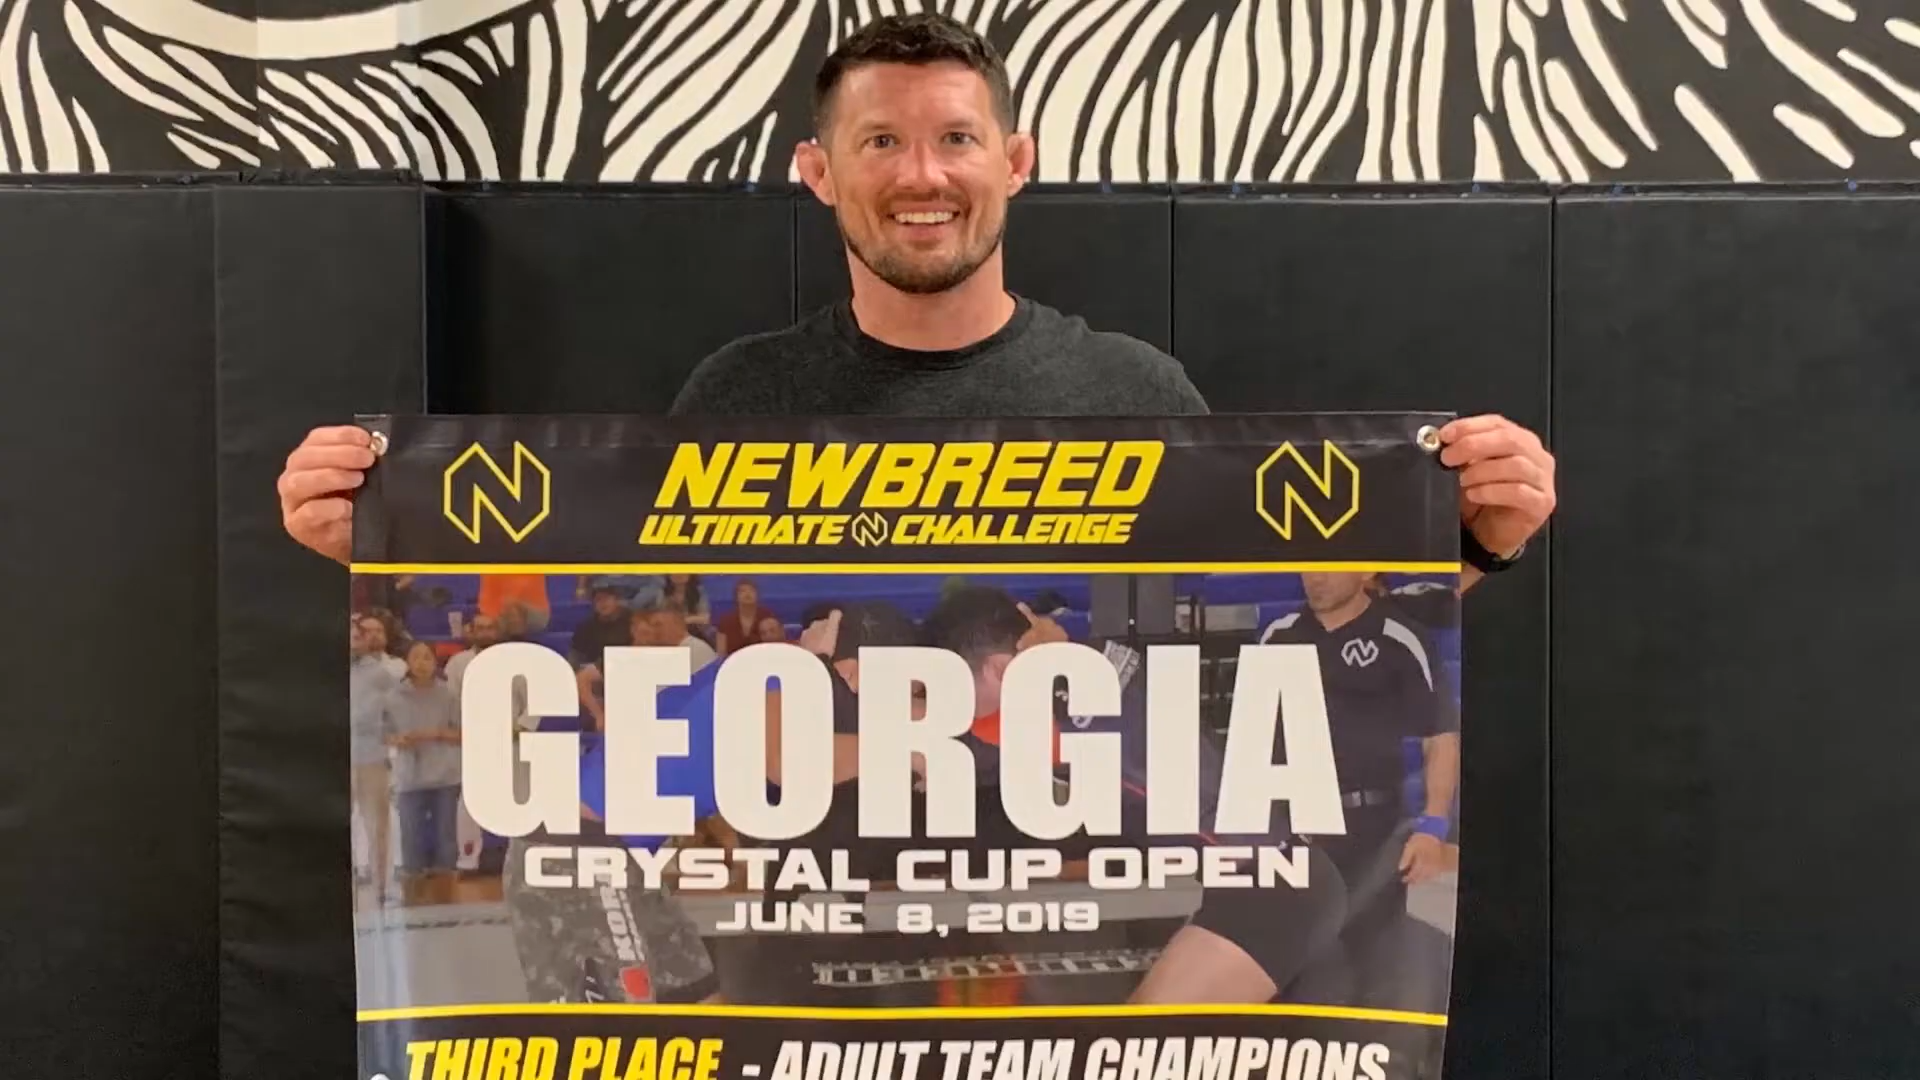 NEWBREED
ULTIMATE N CHALLENGE
GEORGIA
CRYSTAL CUP OPEN
JUNE 8, 2019
THIRD PLACE - ADULT TEAM CHAMPIONS